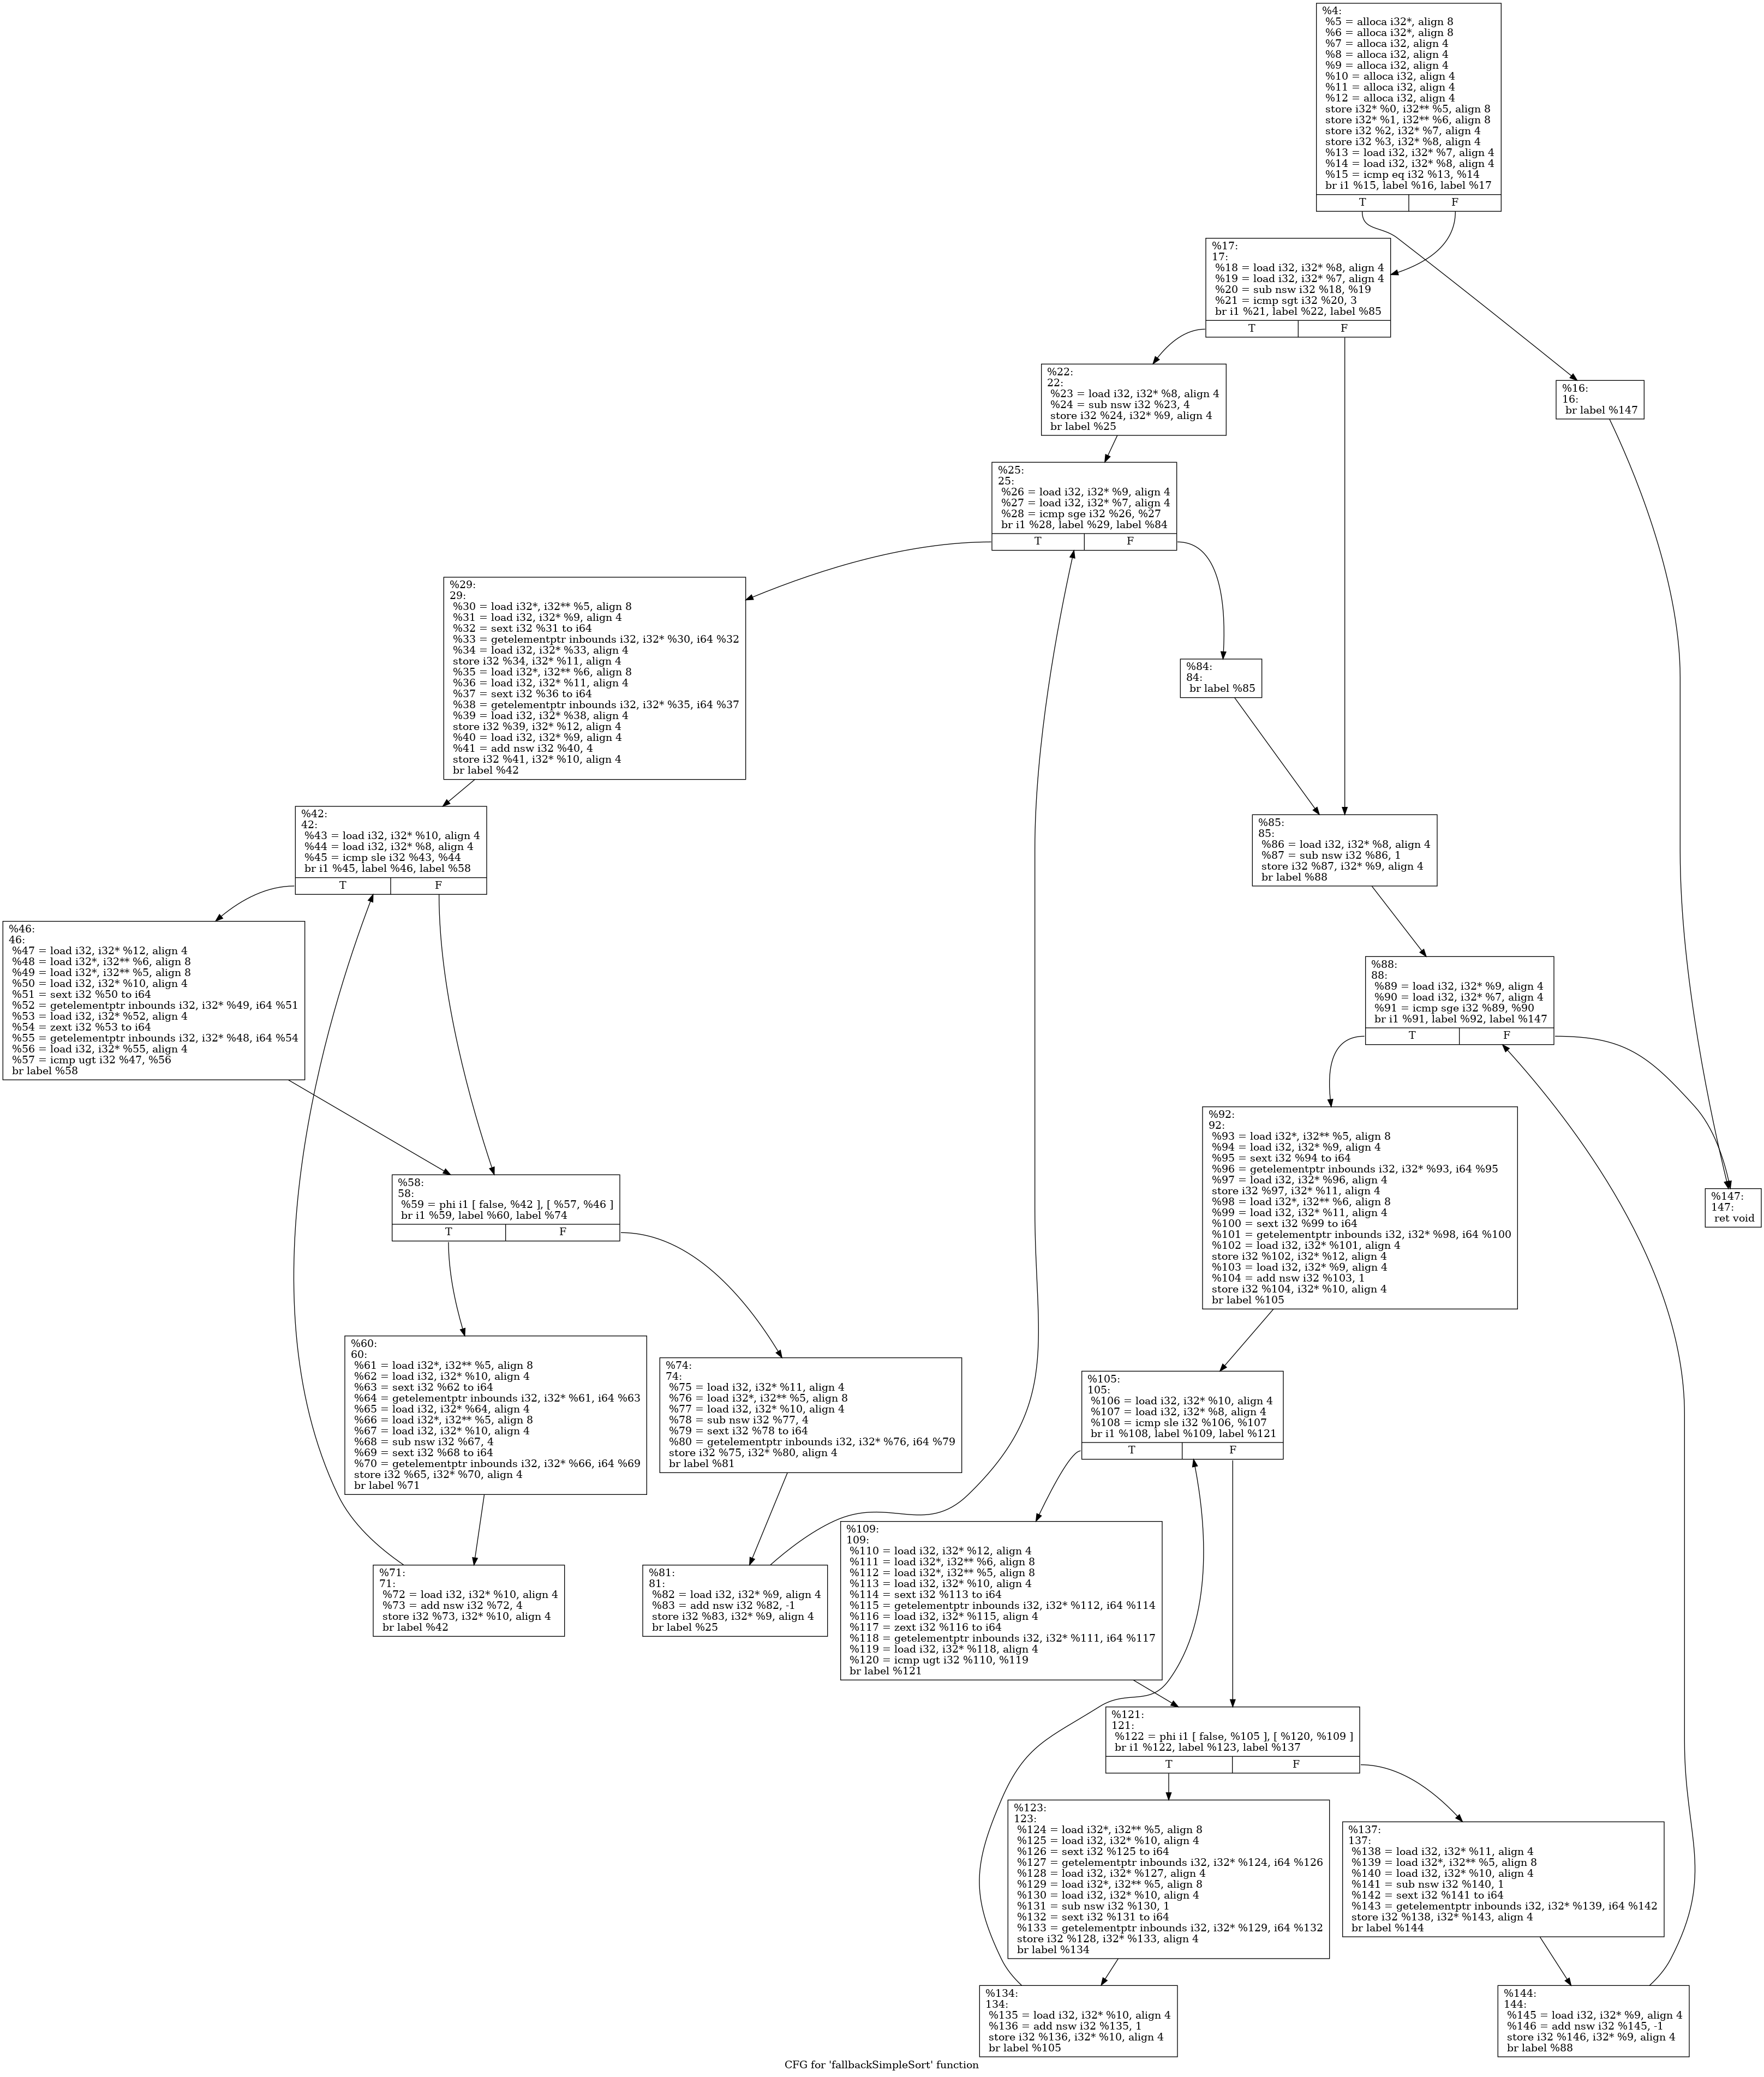 %4:
%5 = alloca i32*, align 8
%6 = alloca i32*, align 8
%7 = alloca i32, align 4
%8 = alloca i32, align 4
%9 = alloca i32, align 4
%10 = alloca i32, align 4
%11 = alloca i32, align 4
%12 = alloca i32, align 4
store i32* %0, i32** %5, align 8
store i32* %1, i32** %6, align 8
store i32 %2, i32* %7, align 4
store i32 %3, i32* %8, align 4
%13 = load i32, i32* %7, align 4
%14 = load i32, i32* %8, align 4
%15 = icmp eq i32 %13, %14
br i1 %15, label %16, label %17
T F
%17:
17:
%18 = load i32, i32* %8, align 4
%19 = load i32, i32* %7, align 4
%20 = sub nsw i32 %18, %19
%21 = icmp sgt i32 %20, 3
br i1 %21, label %22, label %85
T F
%22:
22:
%23 = load i32, i32* %8, align 4
%24 = sub nsw i32 %23, 4
store i32 %24, i32* %9, align 4
br label %25
%16:
16:
br label %147
%25:
25:
%26 = load i32, i32* %9, align 4
%27 = load i32, i32* %7, align 4
%28 = icmp sge i32 %26, %27
br i1 %28, label %29, label %84
T F
%29:
29:
%30 = load i32*, i32** %5, align 8
%31 = load i32, i32* %9, align 4
%32 = sext i32 %31 to i64
%33 = getelementptr inbounds i32, i32* %30, i64 %32
%34 = load i32, i32* %33, align 4
store i32 %34, i32* %11, align 4
%35 = load i32*, i32** %6, align 8
%36 = load i32, i32* %11, align 4
%37 = sext i32 %36 to i64
%38 = getelementptr inbounds i32, i32* %35, i64 %37
%39 = load i32, i32* %38, align 4
store i32 %39, i32* %12, align 4
%40 = load i32, i32* %9, align 4
%41 = add nsw i32 %40, 4
store i32 %41, i32* %10, align 4
br label %42
%84:
84:
br label %85
%42:
42:
%43 = load i32, i32* %10, align 4
%44 = load i32, i32* %8, align 4
%45 = icmp sle i32 %43, %44
br i1 %45, label %46, label %58
T F
%85:
85:
%86 = load i32, i32* %8, align 4
%87 = sub nsw i32 %86, 1
store i32 %87, i32* %9, align 4
br label %88
%46:
46:
%47 = load i32, i32* %12, align 4
%48 = load i32*, i32** %6, align 8
%49 = load i32*, i32** %5, align 8
%50 = load i32, i32* %10, align 4
%51 = sext i32 %50 to i64
%52 = getelementptr inbounds i32, i32* %49, i64 %51
%53 = load i32, i32* %52, align 4
%54 = zext i32 %53 to i64
%55 = getelementptr inbounds i32, i32* %48, i64 %54
%56 = load i32, i32* %55, align 4
%57 = icmp ugt i32 %47, %56
br label %58
%88:
88:
%89 = load i32, i32* %9, align 4
%90 = load i32, i32* %7, align 4
%91 = icmp sge i32 %89, %90
br i1 %91, label %92, label %147
T F
%92:
92:
%93 = load i32*, i32** %5, align 8
%94 = load i32, i32* %9, align 4
%95 = sext i32 %94 to i64
%96 = getelementptr inbounds i32, i32* %93, i64 %95
%97 = load i32, i32* %96, align 4
store i32 %97, i32* %11, align 4
%98 = load i32*, i32** %6, align 8
%99 = load i32, i32* %11, align 4
%100 = sext i32 %99 to i64
%101 = getelementptr inbounds i32, i32* %98, i64 %100
%102 = load i32, i32* %101, align 4
store i32 %102, i32* %12, align 4
%103 = load i32, i32* %9, align 4
%104 = add nsw i32 %103, 1
store i32 %104, i32* %10, align 4
br label %105
%58:
58:
%59 = phi i1 [ false, %42 ], [ %57, %46 ]
br i1 %59, label %60, label %74
T F
%147:
147:
ret void
%60:
60:
%61 = load i32*, i32** %5, align 8
%62 = load i32, i32* %10, align 4
%63 = sext i32 %62 to i64
%64 = getelementptr inbounds i32, i32* %61, i64 %63
%65 = load i32, i32* %64, align 4
%66 = load i32*, i32** %5, align 8
%67 = load i32, i32* %10, align 4
%68 = sub nsw i32 %67, 4
%69 = sext i32 %68 to i64
%70 = getelementptr inbounds i32, i32* %66, i64 %69
store i32 %65, i32* %70, align 4
br label %71
%74:
74:
%75 = load i32, i32* %11, align 4
%76 = load i32*, i32** %5, align 8
%77 = load i32, i32* %10, align 4
%78 = sub nsw i32 %77, 4
%79 = sext i32 %78 to i64
%80 = getelementptr inbounds i32, i32* %76, i64 %79
store i32 %75, i32* %80, align 4
br label %81
%105:
105:
%106 = load i32, i32* %10, align 4
%107 = load i32, i32* %8, align 4
%108 = icmp sle i32 %106, %107
br i1 %108, label %109, label %121
T F
%71:
71:
%72 = load i32, i32* %10, align 4
%73 = add nsw i32 %72, 4
store i32 %73, i32* %10, align 4
br label %42
%81:
81:
%82 = load i32, i32* %9, align 4
%83 = add nsw i32 %82, -1
store i32 %83, i32* %9, align 4
br label %25
%109:
109:
%110 = load i32, i32* %12, align 4
%111 = load i32*, i32** %6, align 8
%112 = load i32*, i32** %5, align 8
%113 = load i32, i32* %10, align 4
%114 = sext i32 %113 to i64
%115 = getelementptr inbounds i32, i32* %112, i64 %114
%116 = load i32, i32* %115, align 4
%117 = zext i32 %116 to i64
%118 = getelementptr inbounds i32, i32* %111, i64 %117
%119 = load i32, i32* %118, align 4
%120 = icmp ugt i32 %110, %119
br label %121
%121:
121:
%122 = phi i1 [ false, %105 ], [ %120, %109 ]
br i1 %122, label %123, label %137
T F
%123:
123:
%124 = load i32*, i32** %5, align 8
%125 = load i32, i32* %10, align 4
%126 = sext i32 %125 to i64
%127 = getelementptr inbounds i32, i32* %124, i64 %126
%128 = load i32, i32* %127, align 4
%129 = load i32*, i32** %5, align 8
%130 = load i32, i32* %10, align 4
%131 = sub nsw i32 %130, 1
%132 = sext i32 %131 to i64
%133 = getelementptr inbounds i32, i32* %129, i64 %132
store i32 %128, i32* %133, align 4
br label %134
%137:
137:
%138 = load i32, i32* %11, align 4
%139 = load i32*, i32** %5, align 8
%140 = load i32, i32* %10, align 4
%141 = sub nsw i32 %140, 1
%142 = sext i32 %141 to i64
%143 = getelementptr inbounds i32, i32* %139, i64 %142
store i32 %138, i32* %143, align 4
br label %144
%134:
134:
%135 = load i32, i32* %10, align 4
%136 = add nsw i32 %135, 1
store i32 %136, i32* %10, align 4
br label %105
%144:
144:
%145 = load i32, i32* %9, align 4
%146 = add nsw i32 %145, -1
store i32 %146, i32* %9, align 4
br label %88
CFG for 'fallbackSimpleSort' function